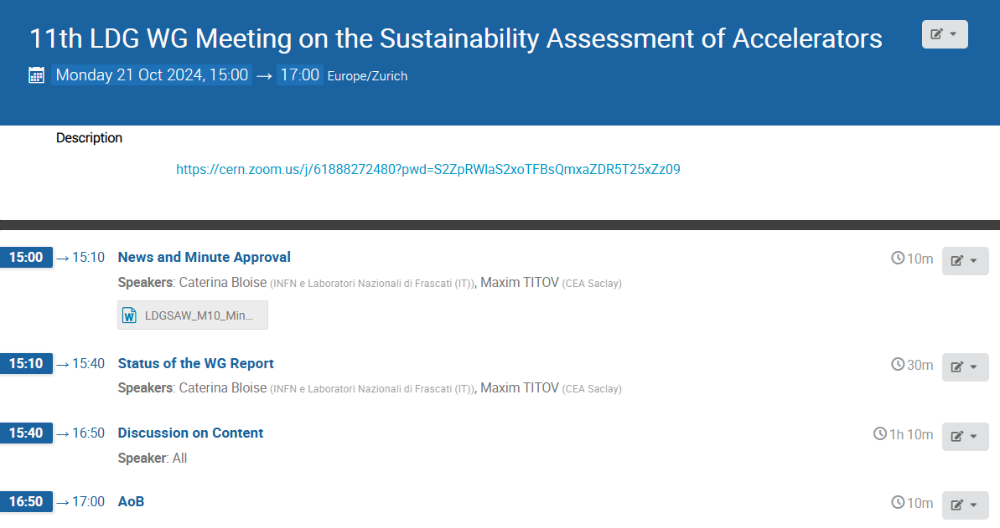 11th LDG WG Meeting on the Sustainability Assessment of Accelerators
Monday 21 Oct 2024, 15:00 → 17:00 Europe/Zurich
Description
https://cern.zoom.us/j/61888272480?pwd=S2ZpRWlaS2xoTFBsQmxaZDR5T25xZz09
15:00 → 15:10 News and Minute Approval 10m
Speakers: Caterina Bloise (INFN e Laboratori Nazionali di Frascati (IT)), Maxim TITOV (CEA Saclay)
LDGSAW_M10_Min...
15:10 → 15:40 Status of the WG Report 30m
Speakers: Caterina Bloise (INFN e Laboratori Nazionali di Frascati (IT)), Maxim TITOV (CEA Saclay)
15:40 → 16:50 Discussion on Content 1h 10m
Speaker: All
16:50 → 17:00 AoB 10m